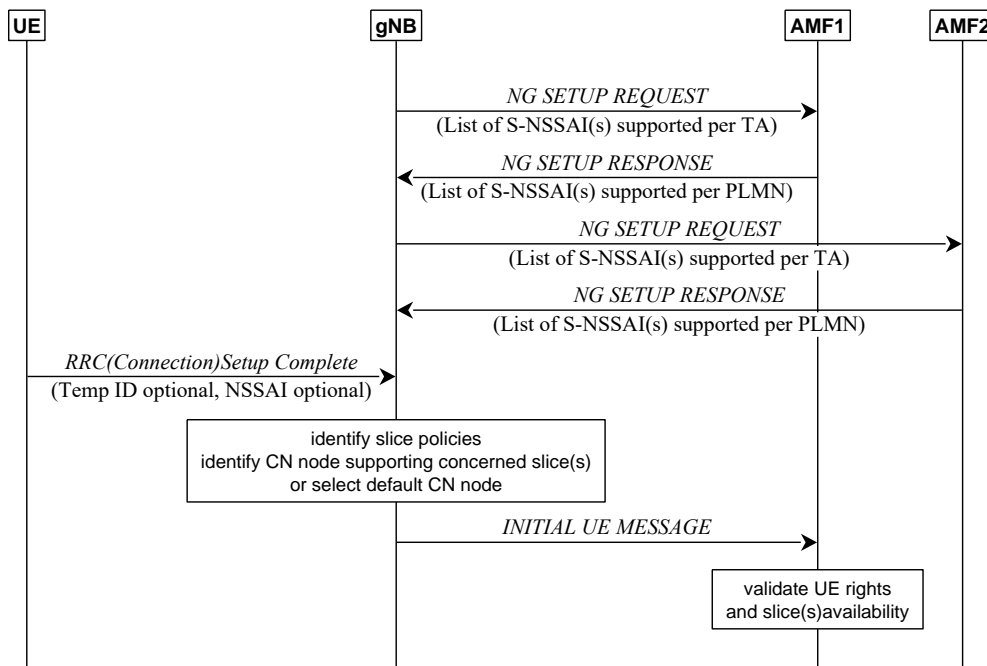 UE gNB AMF1 AMF2
NG SETUP REQUEST
(List of S-NSSAI(s) supported per TA)
NG SETUP RESPONSE
(List of S-NSSAI(s) supported per PLMN)
NG SETUP REQUEST
(List of S-NSSAI(s) supported per TA)
NG SETUP RESPONSE
(List of S-NSSAI(s) supported per PLMN)
RRC(Connection)Setup Complete
(Temp ID optional, NSSAI optional)
identify slice policies
identify CN node supporting concerned slice(s)
or select default CN node
INITIAL UE MESSAGE
validate UE rights
and slice(s)availability